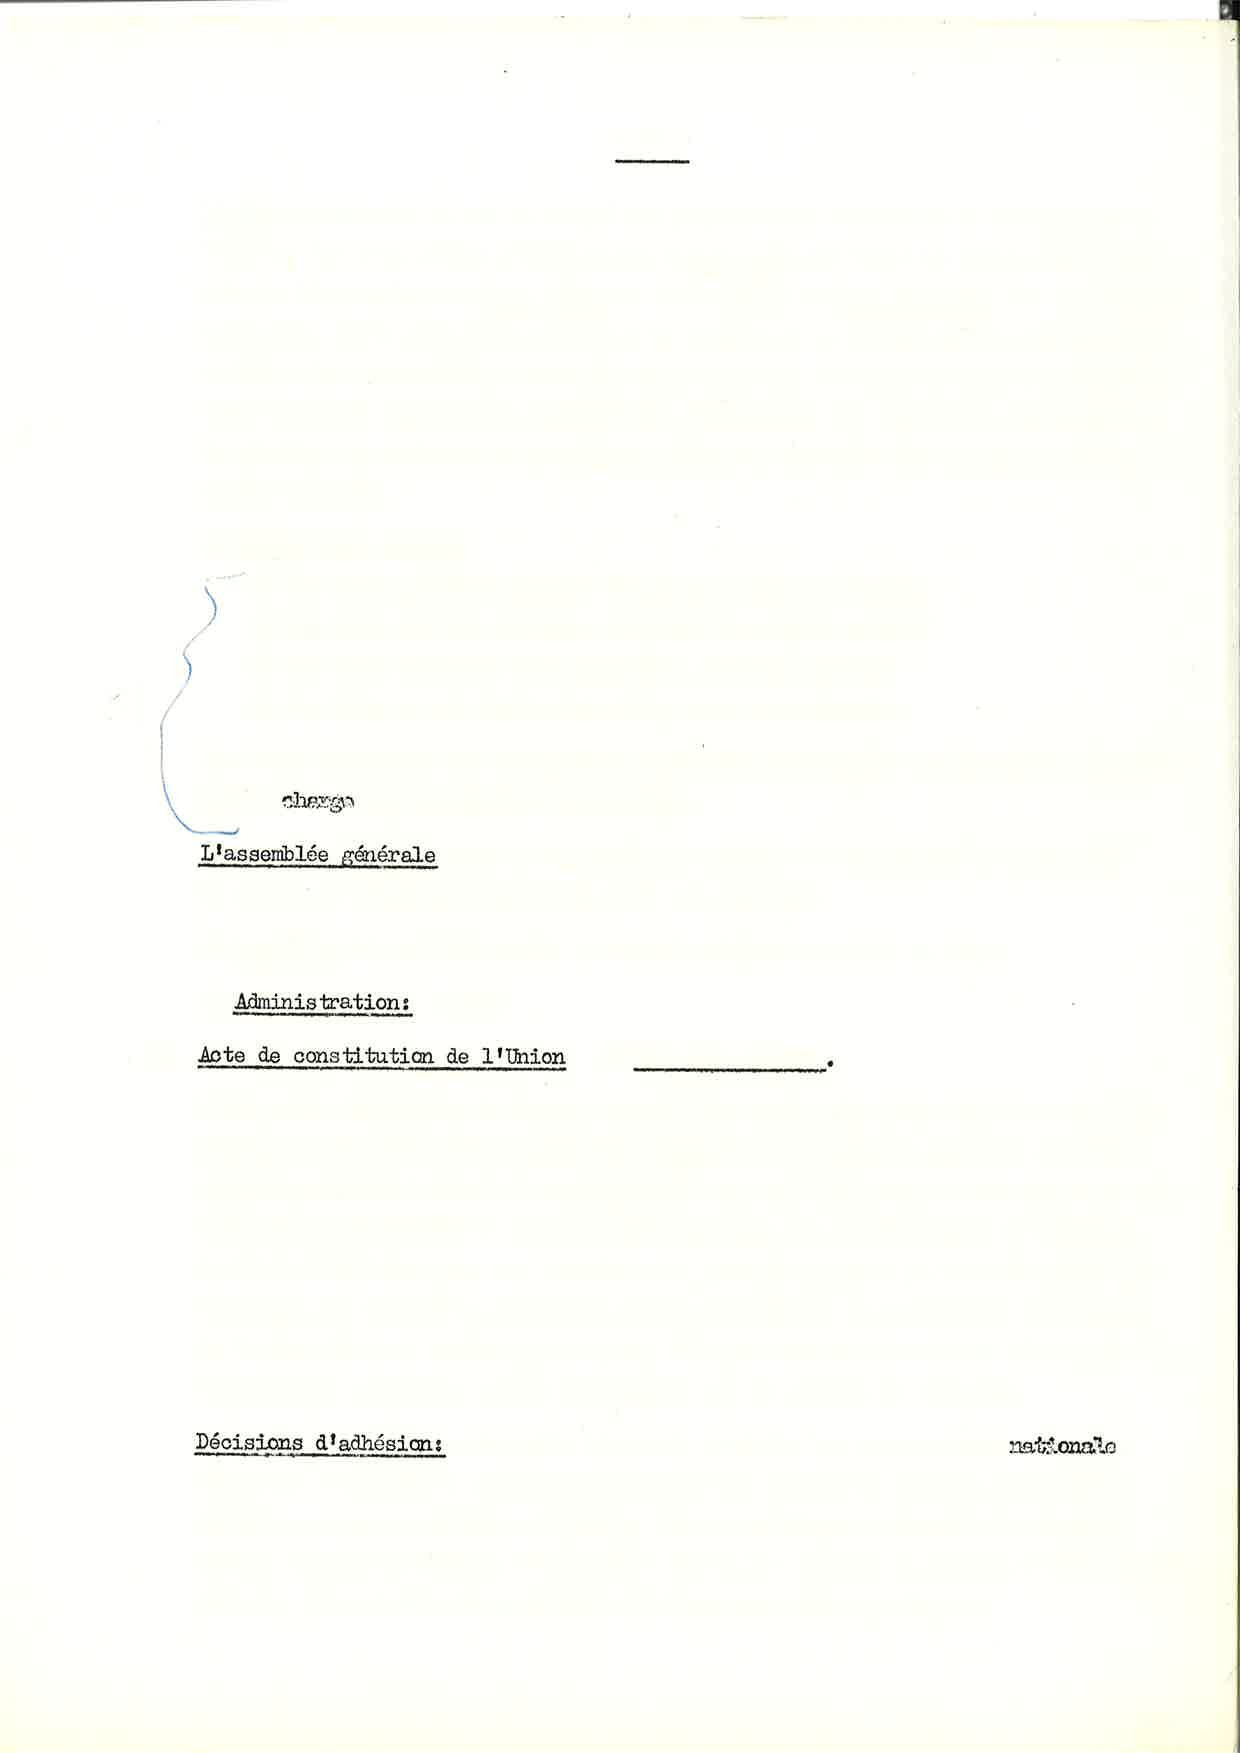 charge
L'assemblée générale
Administration:
Acte de constitution de l'Union .
Décisions d'adhésion: nationale